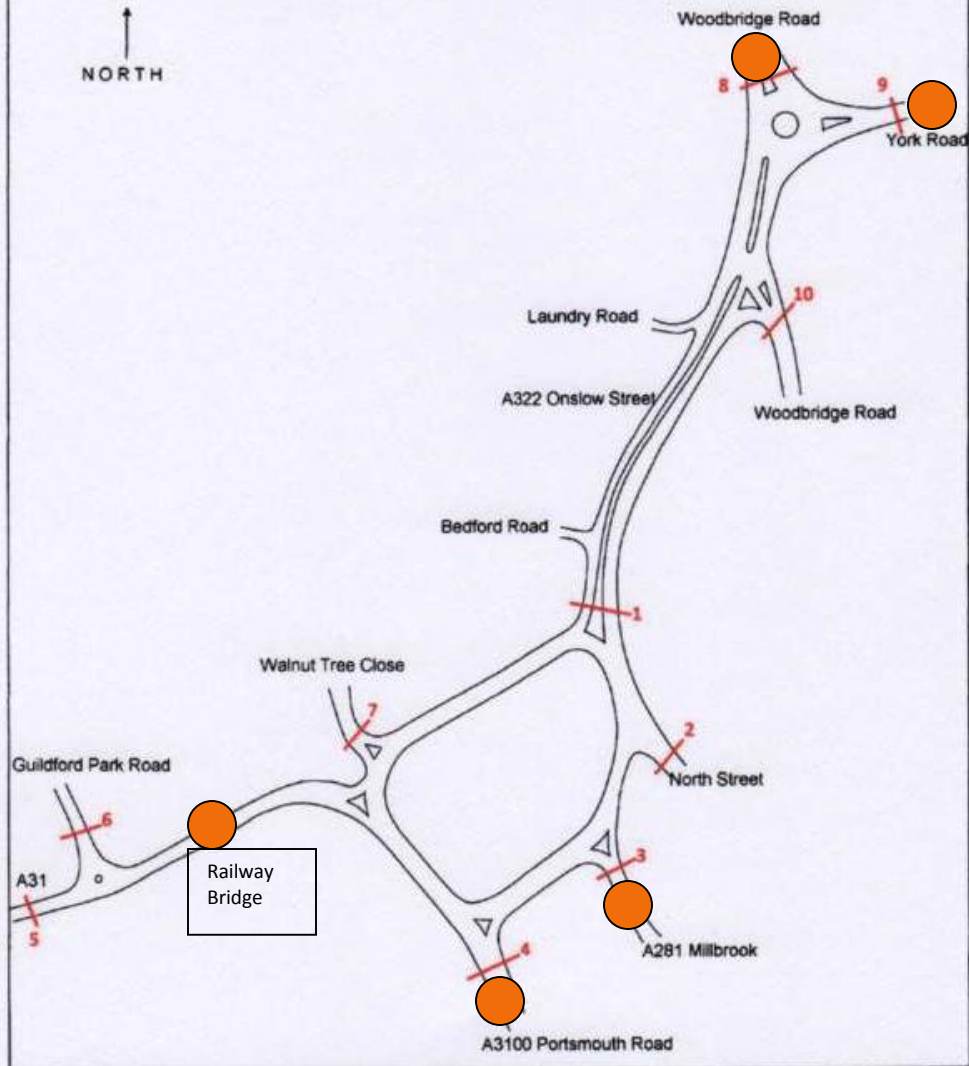 Woodbridge Road
NORTH
8
9
York Road
10
Laundry Road
A322 Onslow Street
Woodbridge Road
Bedford Road
1
Walnut Tree Close
7
2
Guildford Park Road
North Street
6
3
A31
Railway
Bridge
5
A281 Millbrook
4
A3100 Portsmouth Road